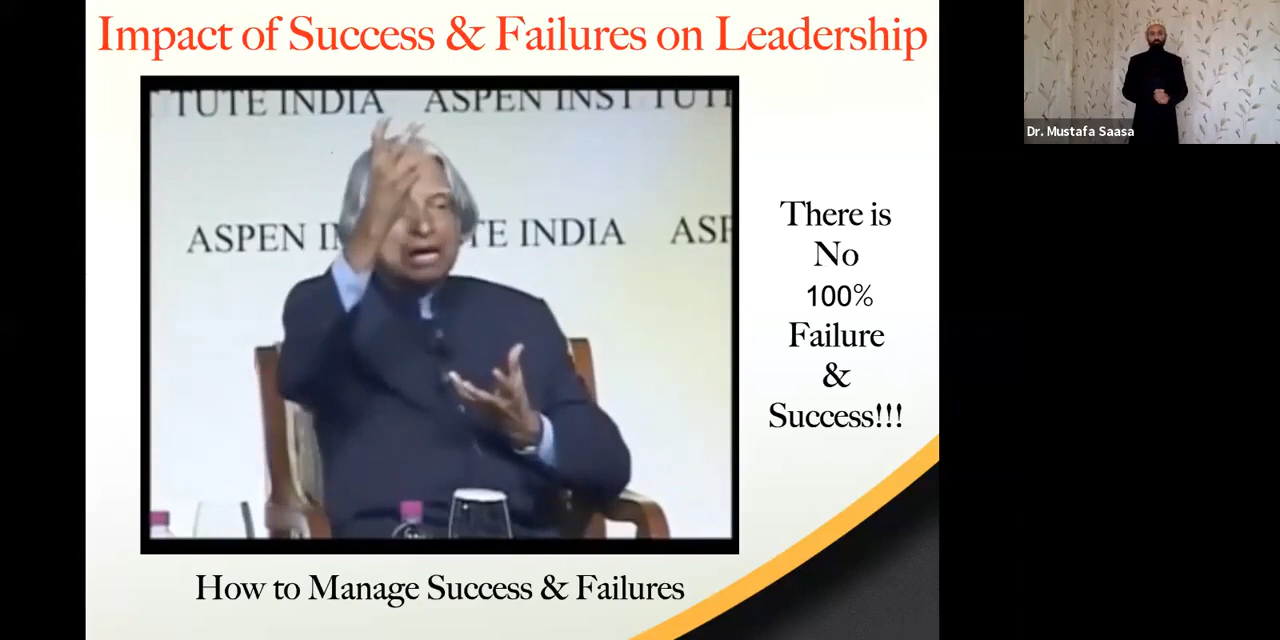 Impact of Success & Failures on Leadership
TUTE INDIA ASPEN INST TUTE
ASPEN IN TE INDIA ASP
There is
No
100%
Failure
&
Success!!!
How to Manage Success & Failures
Dr. Mustafa Saasa